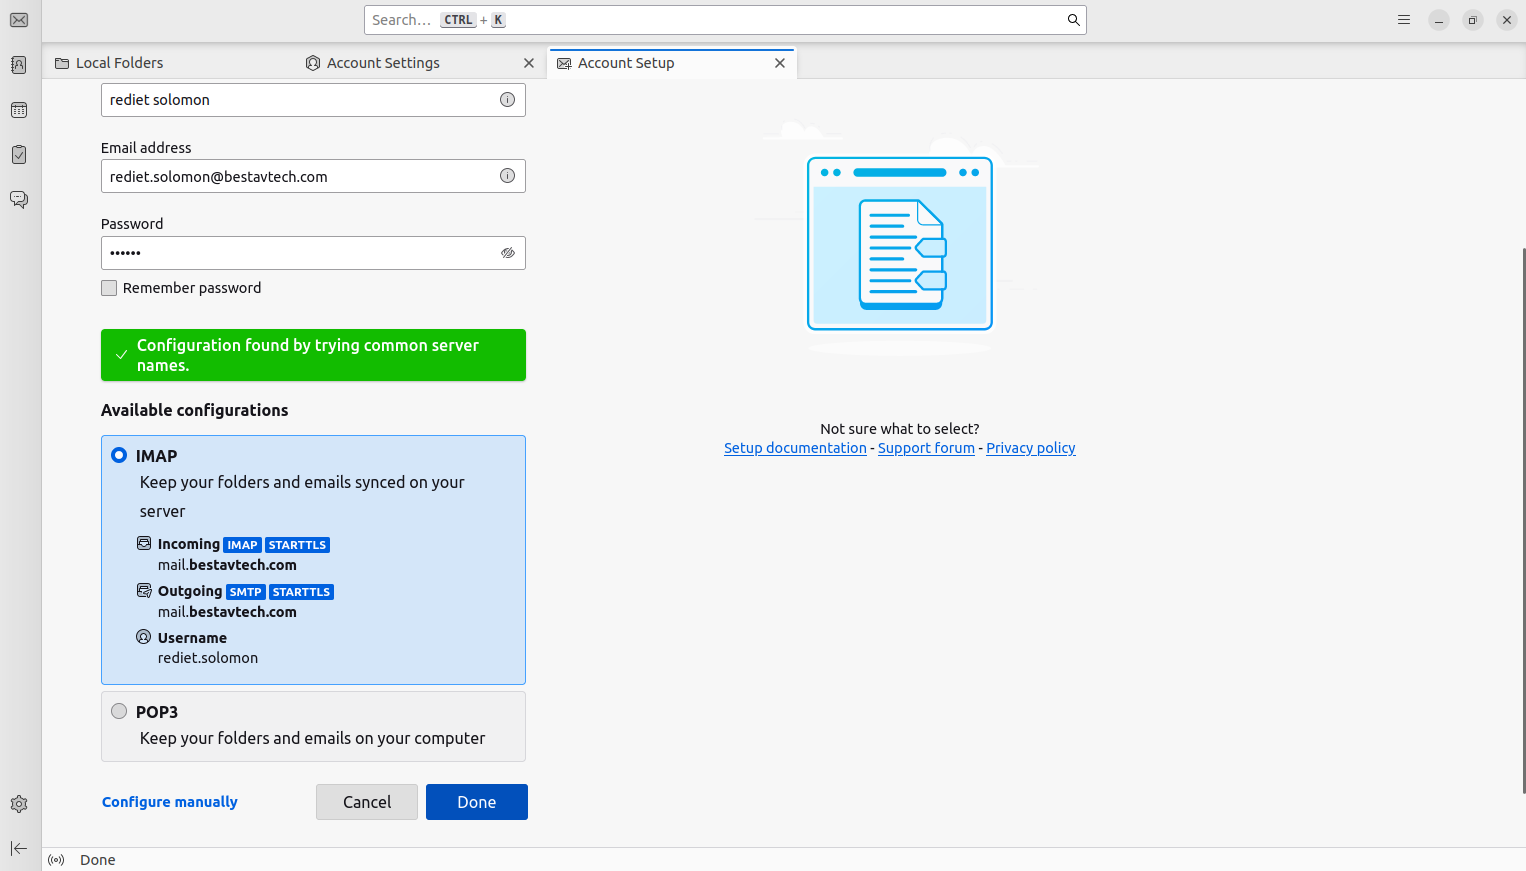 Search… CTRL + K
Local Folders
Account Settings
Account Setup
rediet solomon
Email address
rediet.solomon@bestavtech.com
Password
••••••
Remember password
Configuration found by trying common server
names.
Available configurations
IMAP
Keep your folders and emails synced on your
server
Incoming IMAP STARTTLS
mail.bestavtech.com
Outgoing SMTP STARTTLS
mail.bestavtech.com
Username
rediet.solomon
POP3
Keep your folders and emails on your computer
Configure manually
Cancel
Done
Not sure what to select?
Setup documentation - Support forum - Privacy policy
Done